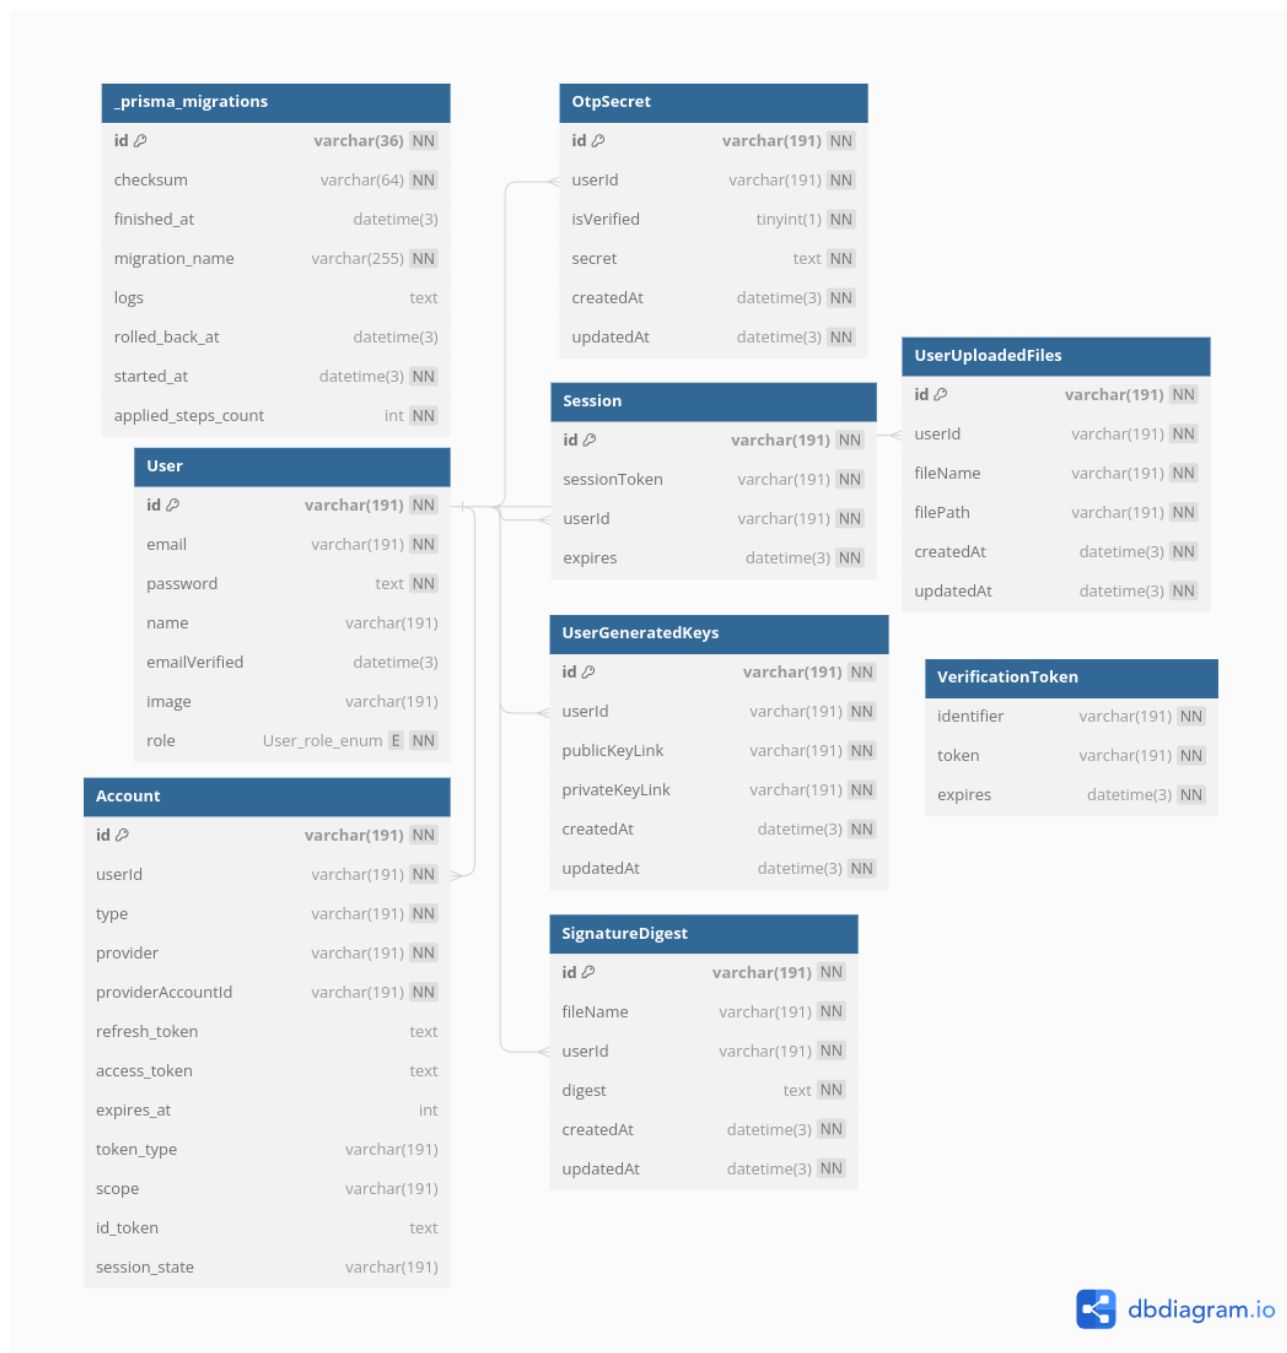 _prisma_migrations
id varchar(36) NN
checksum varchar(64) NN
finished_at datetime(3)
migration_name varchar(255) NN
logs text
rolled_back_at datetime(3)
started_at datetime(3) NN
applied_steps_count int NN
User
id varchar(191) NN
email varchar(191) NN
password text NN
name varchar(191)
emailVerified datetime(3)
image varchar(191)
role User_role_enum E NN
Account
id varchar(191) NN
userId varchar(191) NN
type varchar(191) NN
provider varchar(191) NN
providerAccountId varchar(191) NN
refresh_token text
access_token text
expires_at int
token_type varchar(191)
scope varchar(191)
id_token text
session_state varchar(191)
OtpSecret
id varchar(191) NN
userId varchar(191) NN
isVerified tinyint(1) NN
secret text NN
createdAt datetime(3) NN
updatedAt datetime(3) NN
Session
id varchar(191) NN
sessionToken varchar(191) NN
userId varchar(191) NN
expires datetime(3) NN
UserGeneratedKeys
id varchar(191) NN
userId varchar(191) NN
publicKeyLink varchar(191) NN
privateKeyLink varchar(191) NN
createdAt datetime(3) NN
updatedAt datetime(3) NN
SignatureDigest
id varchar(191) NN
fileName varchar(191) NN
userId varchar(191) NN
digest text NN
createdAt datetime(3) NN
updatedAt datetime(3) NN
UserUploadedFiles
id varchar(191) NN
userId varchar(191) NN
fileName varchar(191) NN
filePath varchar(191) NN
createdAt datetime(3) NN
updatedAt datetime(3) NN
VerificationToken
identifier varchar(191) NN
token varchar(191) NN
expires datetime(3) NN
dbdiagram.io